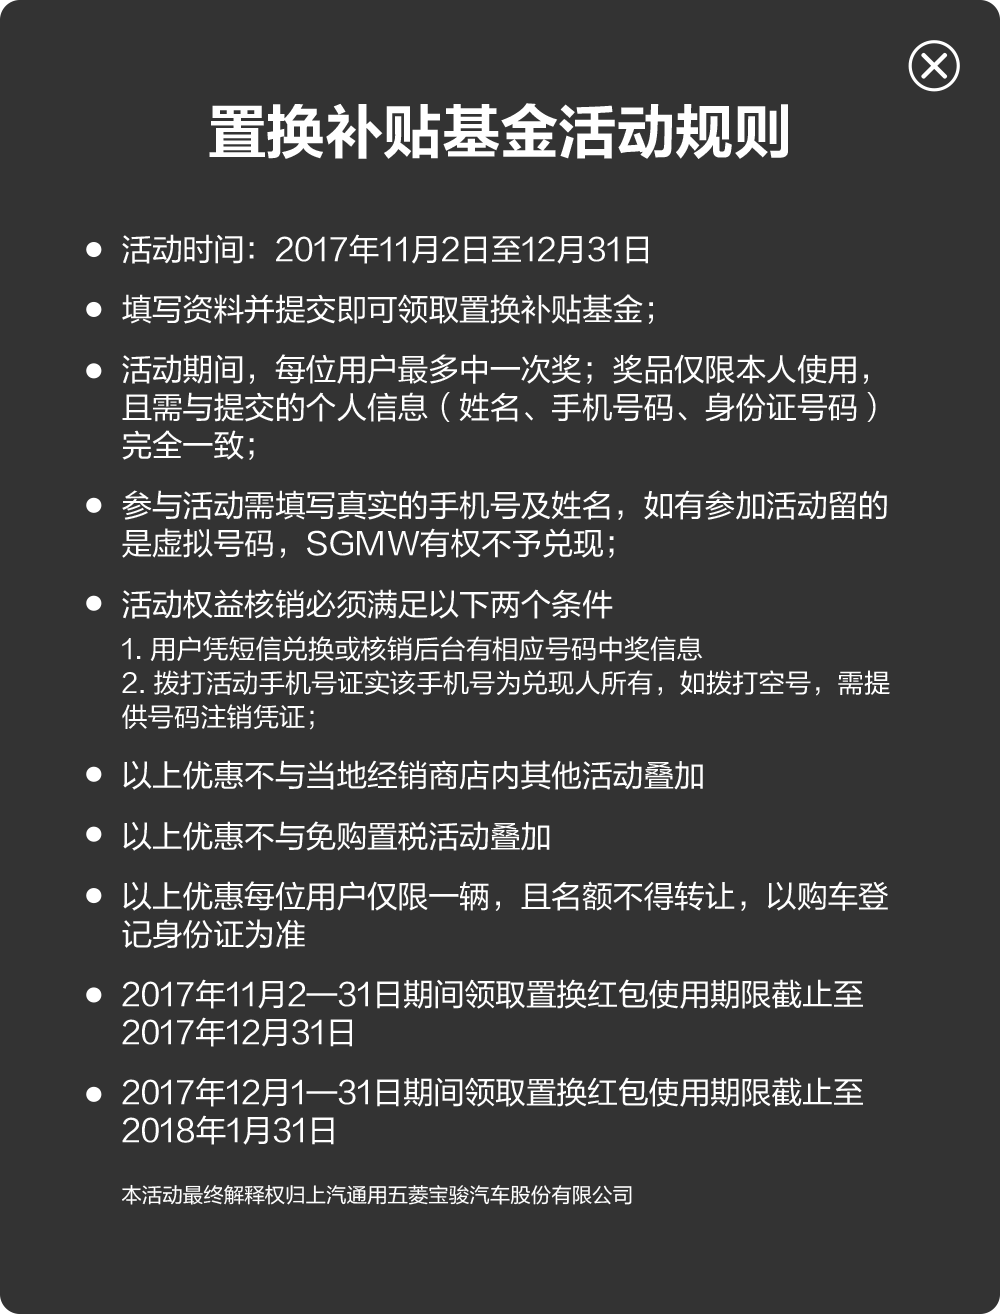 置换补贴基金活动规则
● 活动时间：2017年11月2日至12月31日
● 填写资料并提交即可领取置换补贴基金；
● 活动期间，每位用户最多中一次奖；奖品仅限本人使用，
且需与提交的个人信息（姓名、手机号码、身份证号码）
完全一致；
● 参与活动需填写真实的手机号及姓名，如有参加活动留的
是虚拟号码，SGMW有权不予兑现；
● 活动权益核销必须满足以下两个条件
1. 用户凭短信兑换或核销后台有相应号码中奖信息
2. 拨打活动手机号证实该手机号为兑现人所有，如拨打空号，需提
供号码注销凭证；
● 以上优惠不与当地经销商店内其他活动叠加
● 以上优惠不与免购置税活动叠加
● 以上优惠每位用户仅限一辆，且名额不得转让，以购车登
记身份证为准
● 2017年11月2—31日期间领取置换红包使用期限截止至
2017年12月31日
● 2017年12月1—31日期间领取置换红包使用期限截止至
2018年1月31日
本活动最终解释权归上汽通用五菱宝骏汽车股份有限公司